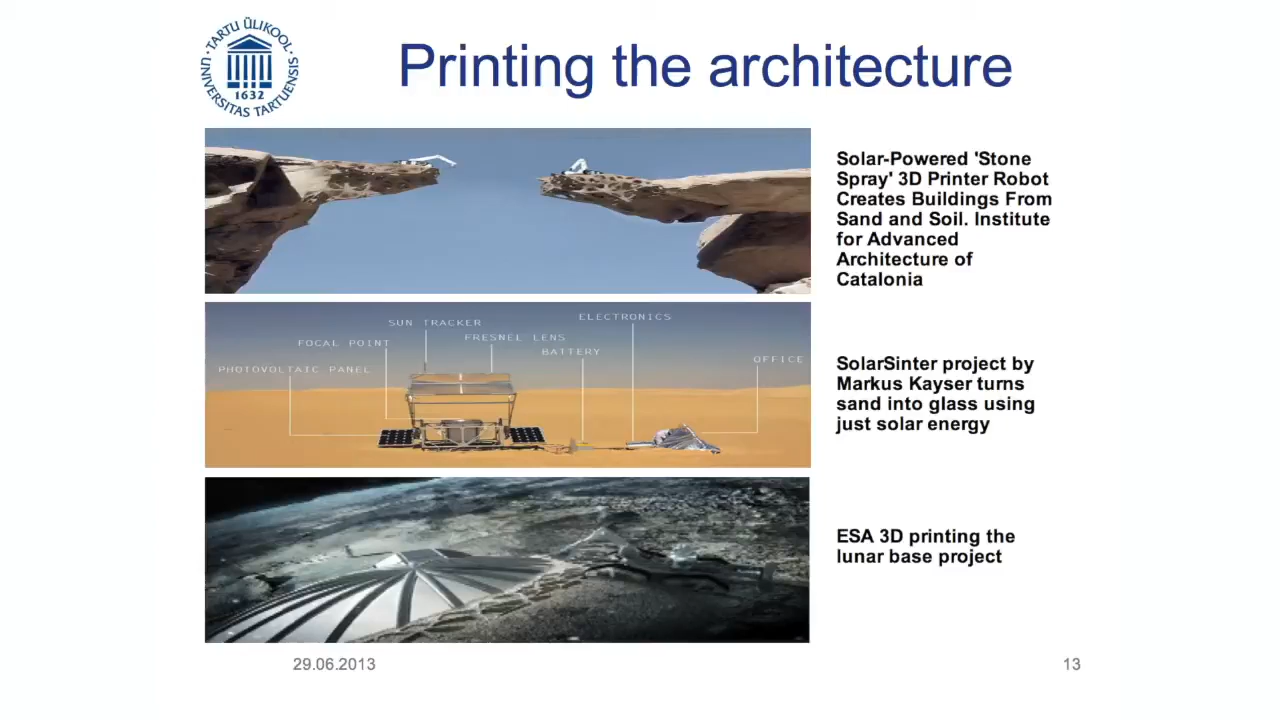 TARTU ÜLIKOOL
UNIVERSITAS TARTUENSIS
1632
Printing the architecture
Solar-Powered 'Stone
Spray' 3D Printer Robot
Creates Buildings From
Sand and Soil. Institute
for Advanced
Architecture of
Catalonia
ELECTRONICS
SUN TRACKER
FRESNEL LENS
FOCAL POINT
BATTERY
OFFICE
PHOTOVOLTAIC PANEL
SolarSinter project by
Markus Kayser turns
sand into glass using
just solar energy
ESA 3D printing the
lunar base project
29.06.2013
13